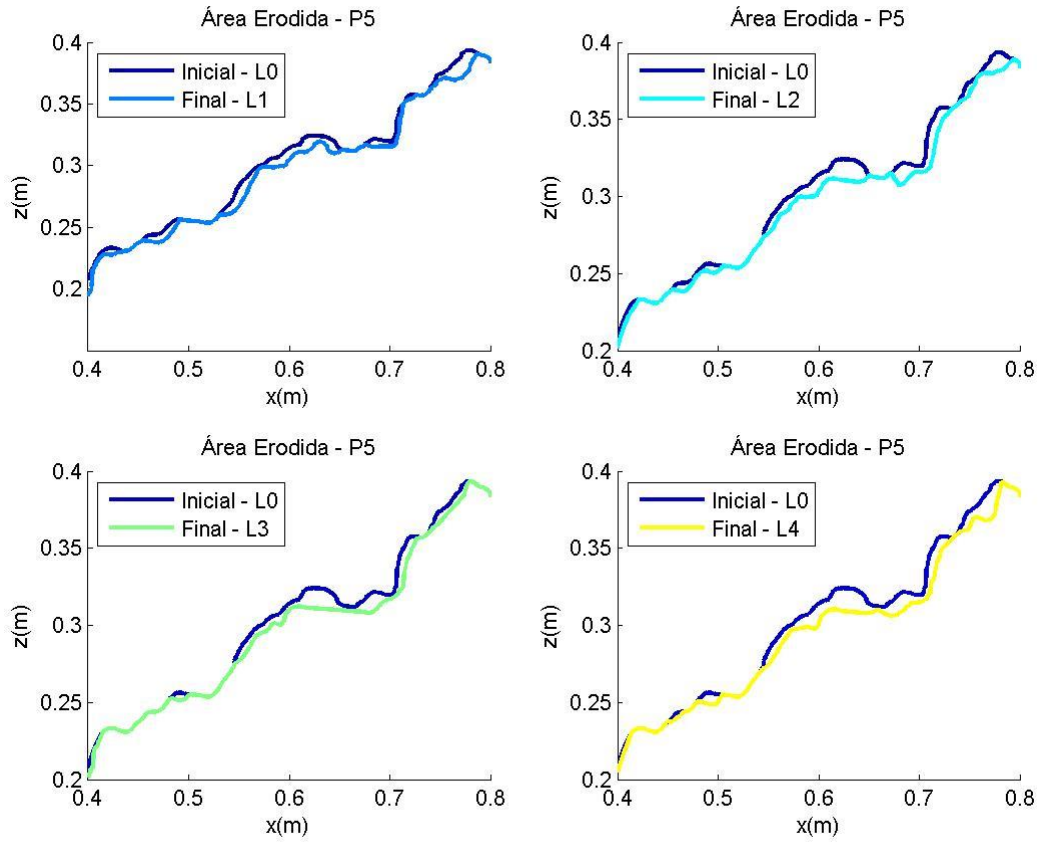 Área Erodida - P5
0.4
0.35
0.3
0.25
0.2
z(m)
Inicial - L0
Final - L1
0.4 0.5 0.6 0.7 0.8
x(m)
Área Erodida - P5
0.4
0.35
0.3
0.25
0.2
z(m)
Inicial - L0
Final - L2
0.4 0.5 0.6 0.7 0.8
x(m)
Área Erodida - P5
0.4
0.35
0.3
0.25
0.2
z(m)
Inicial - L0
Final - L3
0.4 0.5 0.6 0.7 0.8
x(m)
Área Erodida - P5
0.4
0.35
0.3
0.25
0.2
z(m)
Inicial - L0
Final - L4
0.4 0.5 0.6 0.7 0.8
x(m)